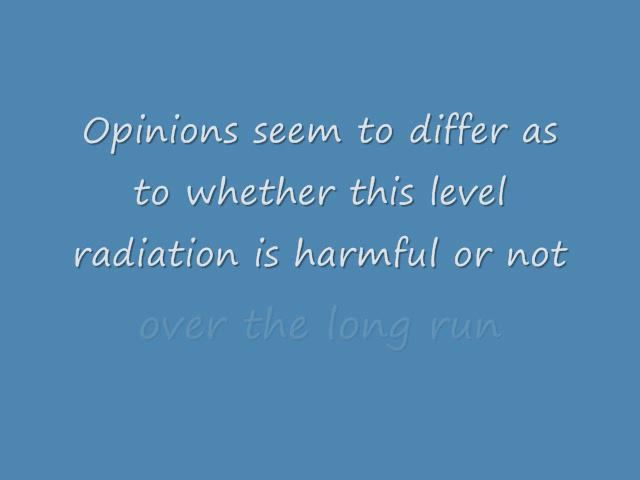 Opinions seem to differ as
to whether this level
radiation is harmful or not
over the long run